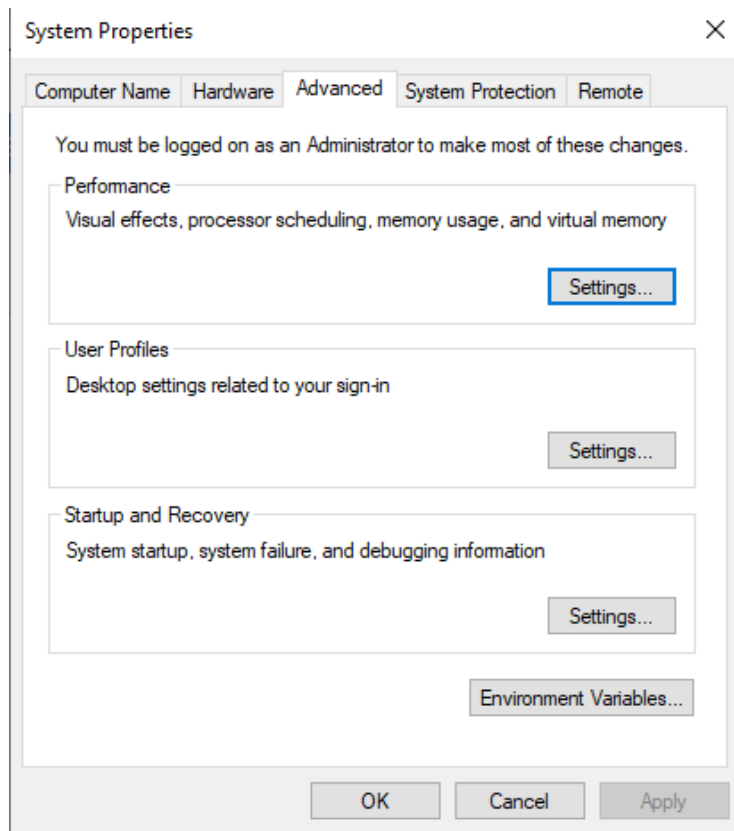 System Properties
Computer Name Hardware Advanced System Protection Remote
You must be logged on as an Administrator to make most of these changes.
Performance
Visual effects, processor scheduling, memory usage, and virtual memory
Settings...
User Profiles
Desktop settings related to your sign-in
Settings...
Startup and Recovery
System startup, system failure, and debugging information
Settings...
Environment Variables...
OK Cancel Apply